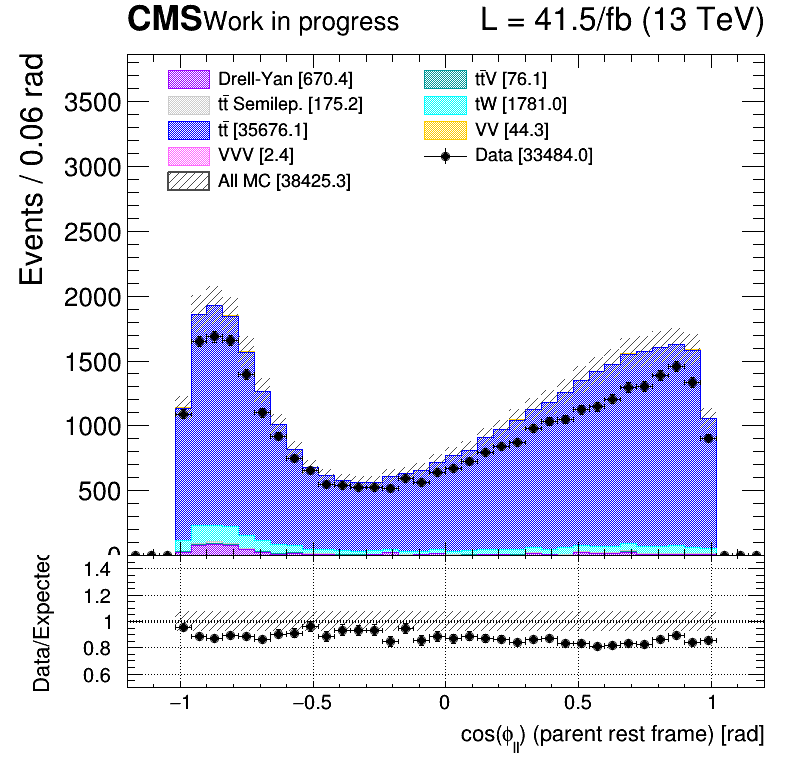 CMS Work in progress L = 41.5/fb (13 TeV)
Events / 0.06 rad
3500
3000
2500
2000
1500
1000
500
0
Drell-Yan [670.4]
tt̄ Semilep. [175.2]
tt̄ [35676.1]
VVV [2.4]
All MC [38425.3]
tt̄V [76.1]
tW [1781.0]
VV [44.3]
Data [33484.0]
Data/Expected
1.4
1.2
1
0.8
0.6
−1 −0.5 0 0.5 1
cos(ϕ_ll) (parent rest frame) [rad]